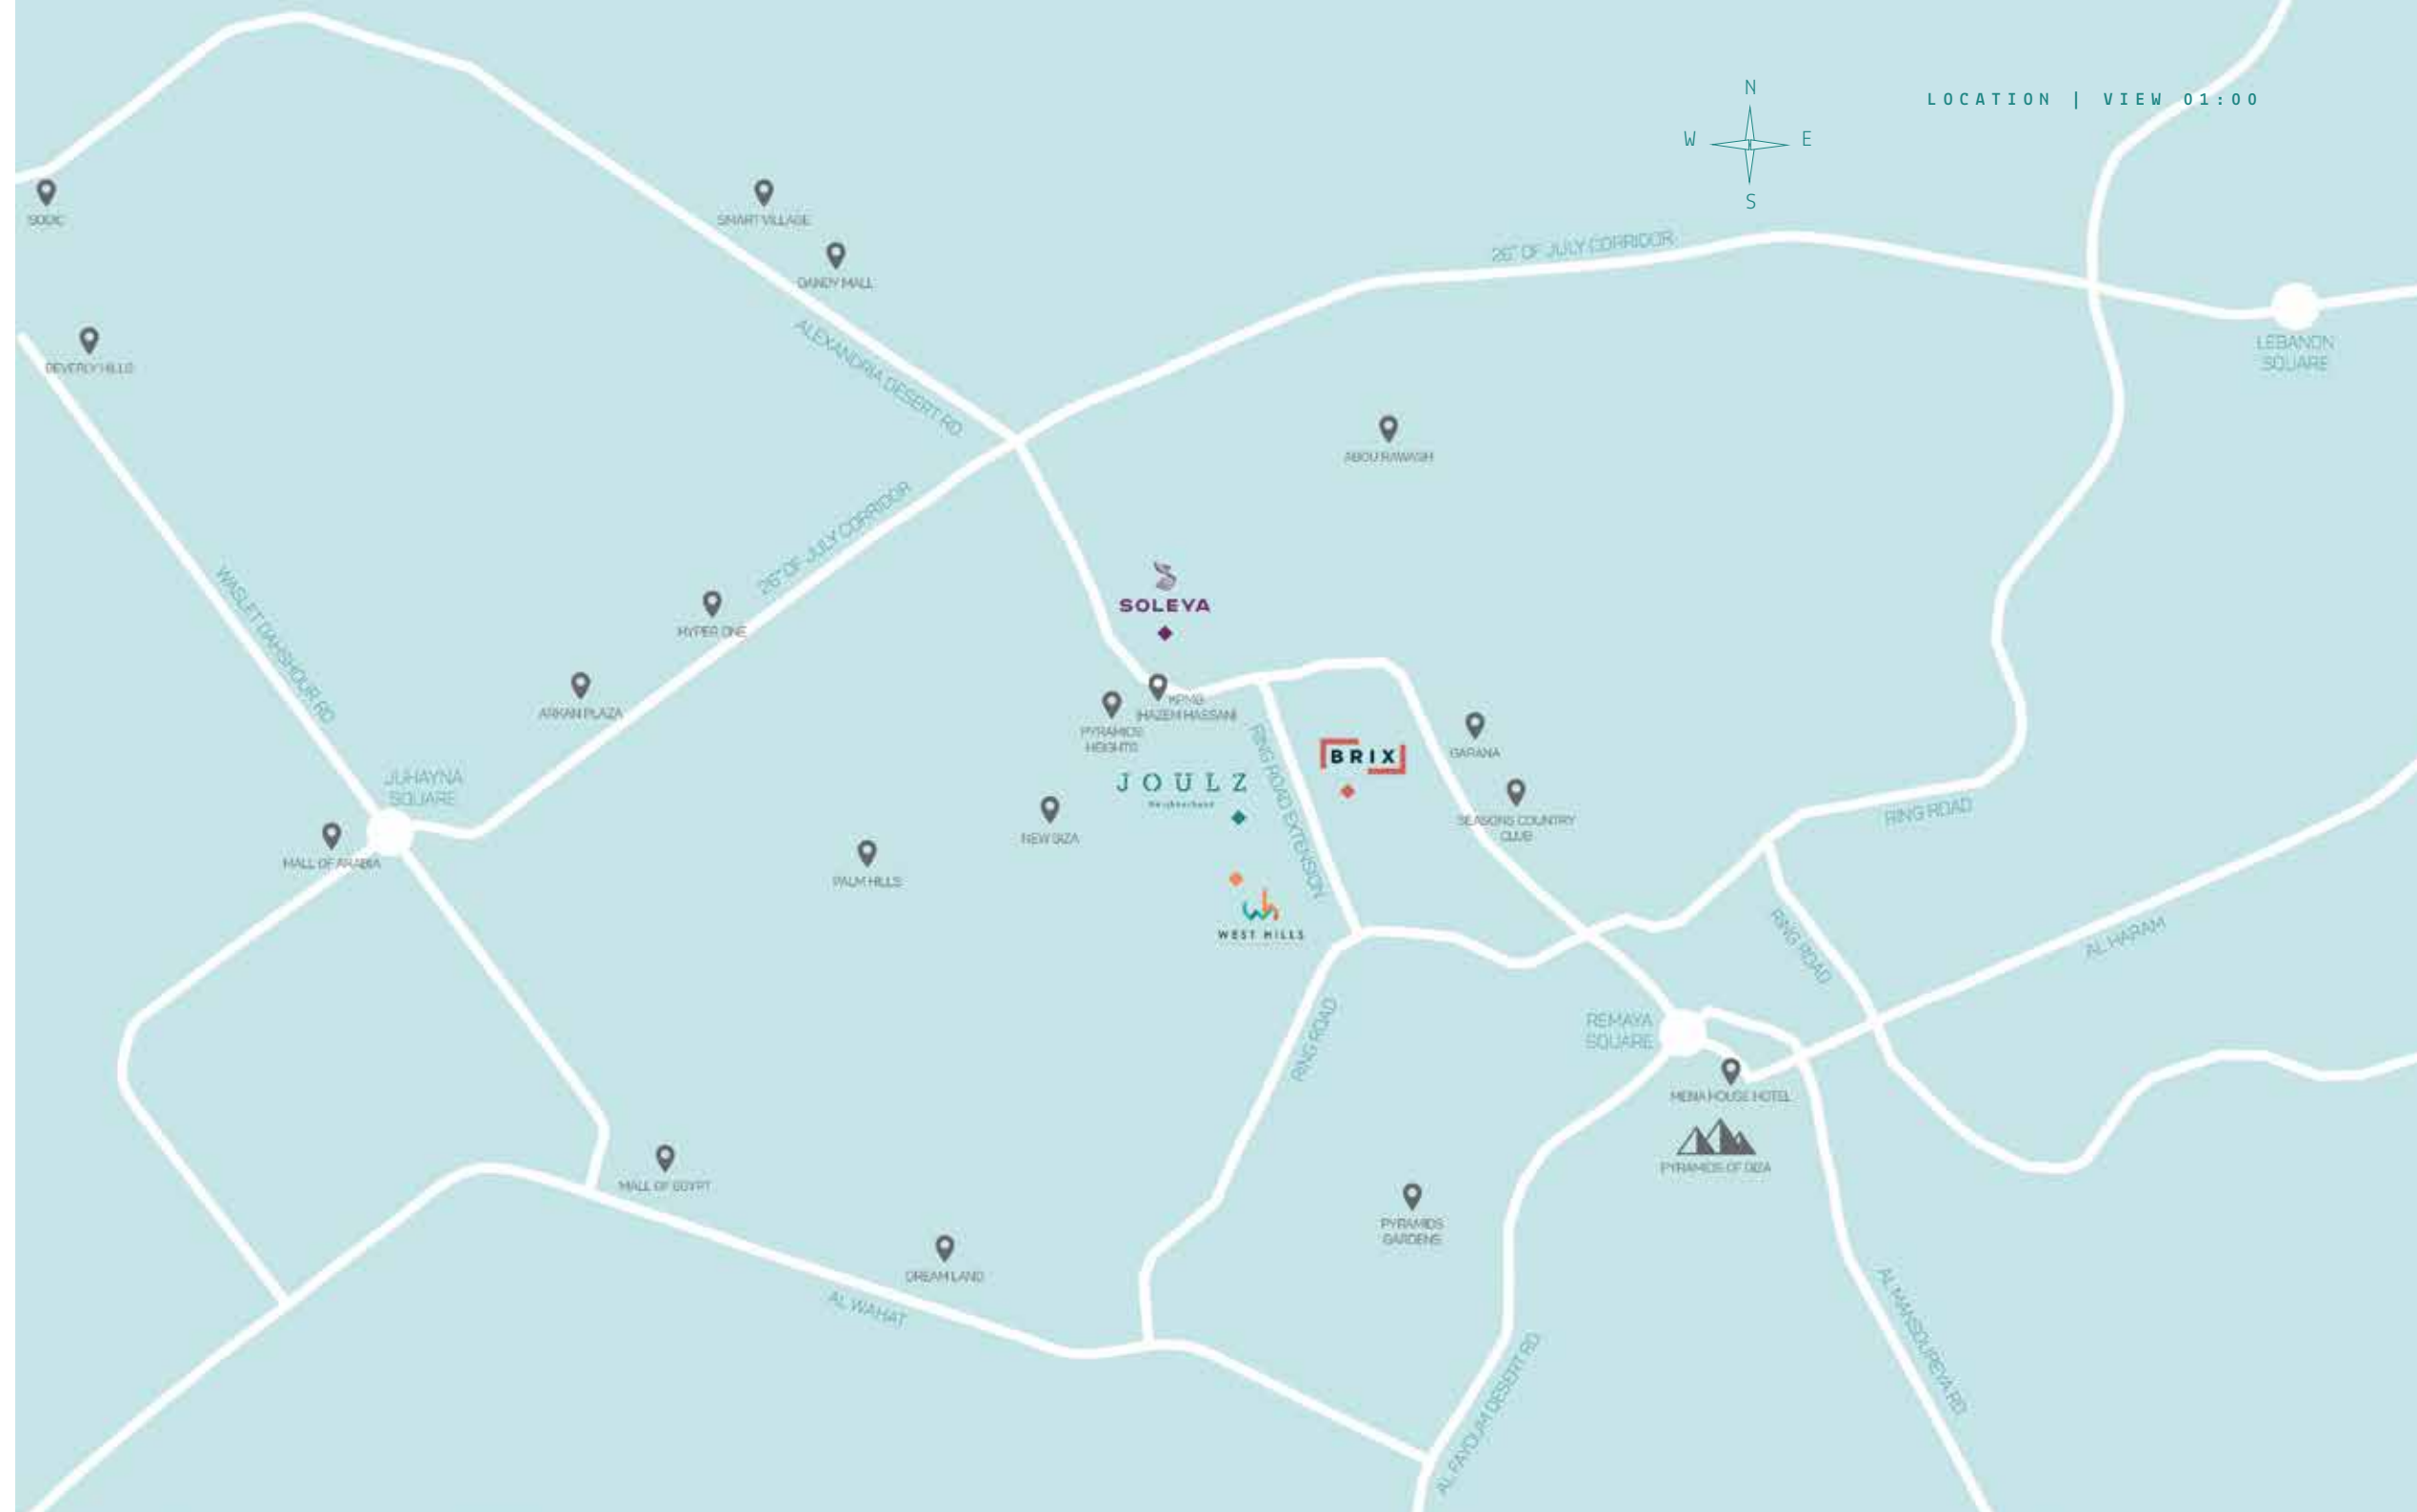 N
LOCATION | VIEW 01:00
W
E
S
SODIC
SMART VILLAGE
26TH OF JULY CORRIDOR
DANDY MALL
LEBANON
SQUARE
BEVERLY HILLS
ALEXANDRIA DESERT RD.
ABOU RAWASH
26TH OF JULY CORRIDOR
WASLET DAHSHOUR RD.
SOLEYA
HYPER ONE
ARKAN PLAZA
KPMG
(HAZEM HASSAN)
PYRAMIDS
HEIGHTS
RING ROAD EXTENSION
BRIX
GARANA
JUHAYNA
SQUARE
JOULZ
Neighborhood
SEASONS COUNTRY
CLUB
RING ROAD
NEW GIZA
MALL OF ARABIA
PALM HILLS
wh
WEST HILLS
RING ROAD
AL HARAM
RING ROAD
REMAYA
SQUARE
MENA HOUSE HOTEL
PYRAMIDS OF GIZA
MALL OF EGYPT
PYRAMIDS
GARDENS
DREAM LAND
AL WAHAT
AL MANSOUREYA RD.
AL FAYOUM DESERT RD.